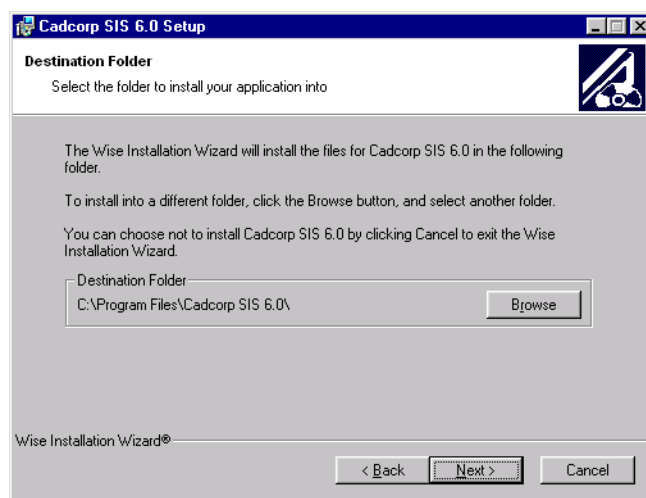 Cadcorp SIS 6.0 Setup
Destination Folder
Select the folder to install your application into
The Wise Installation Wizard will install the files for Cadcorp SIS 6.0 in the following
folder.
To install into a different folder, click the Browse button, and select another folder.
You can choose not to install Cadcorp SIS 6.0 by clicking Cancel to exit the Wise
Installation Wizard.
Destination Folder
C:\Program Files\Cadcorp SIS 6.0\
Browse
Wise Installation Wizard®
< Back
Next >
Cancel